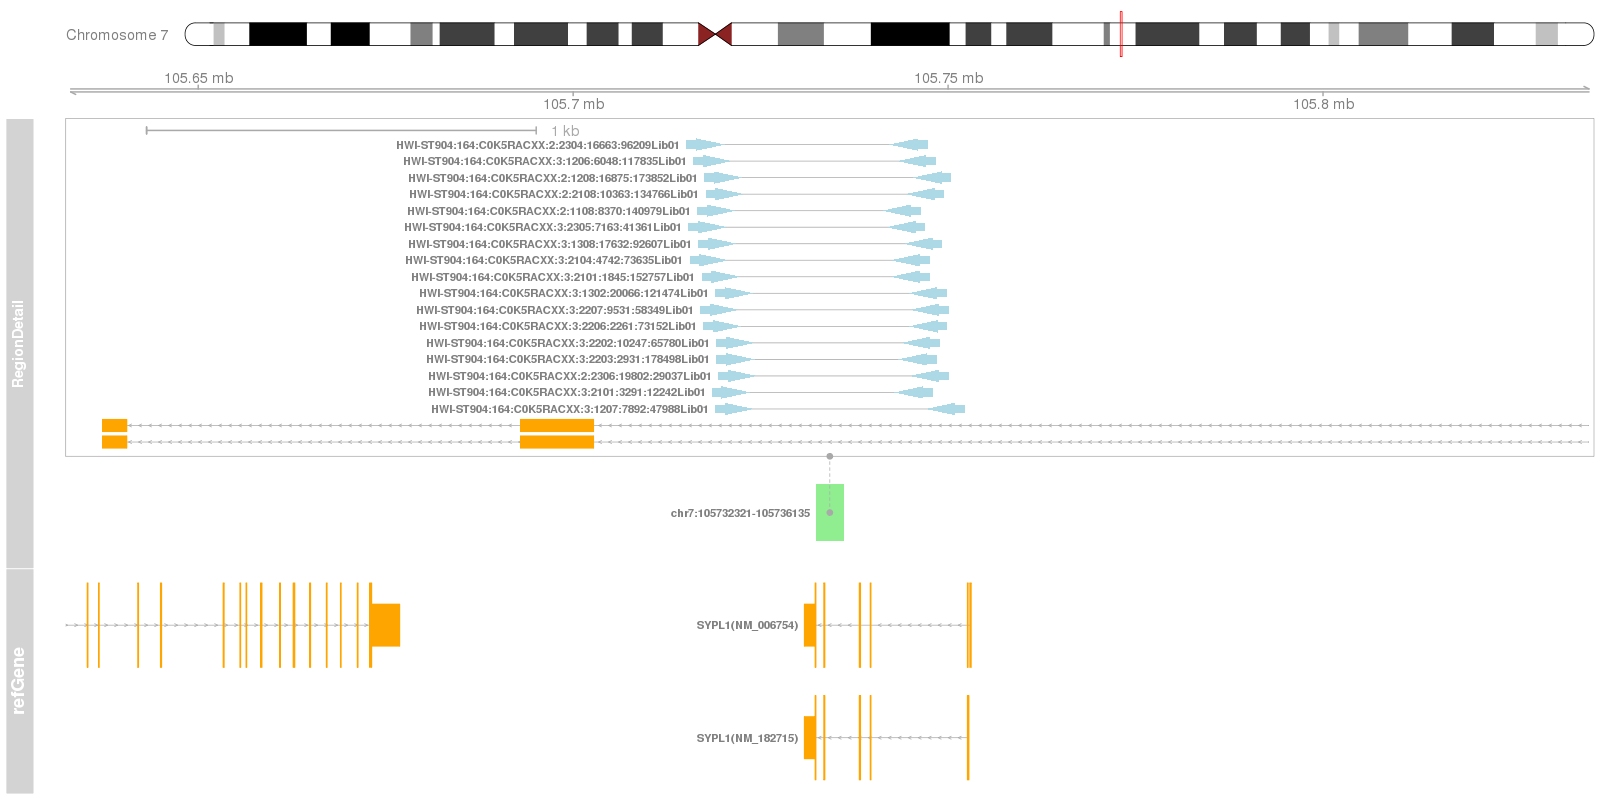 Chromosome 7
105.65 mb
105.75 mb
105.7 mb
105.8 mb
1 kb
HWI-ST904:164:C0K5RACXX:2:2304:16663:96209Lib01
HWI-ST904:164:C0K5RACXX:3:1206:6048:117835Lib01
HWI-ST904:164:C0K5RACXX:2:1208:16875:173852Lib01
HWI-ST904:164:C0K5RACXX:2:2108:10363:134766Lib01
HWI-ST904:164:C0K5RACXX:2:1108:8370:140979Lib01
HWI-ST904:164:C0K5RACXX:3:2305:7163:41361Lib01
HWI-ST904:164:C0K5RACXX:3:1308:17632:92607Lib01
HWI-ST904:164:C0K5RACXX:3:2104:4742:73635Lib01
HWI-ST904:164:C0K5RACXX:3:2101:1845:152757Lib01
HWI-ST904:164:C0K5RACXX:3:1302:20066:121474Lib01
HWI-ST904:164:C0K5RACXX:3:2207:9531:58349Lib01
HWI-ST904:164:C0K5RACXX:3:2206:2261:73152Lib01
HWI-ST904:164:C0K5RACXX:3:2202:10247:65780Lib01
HWI-ST904:164:C0K5RACXX:3:2203:2931:178498Lib01
HWI-ST904:164:C0K5RACXX:2:2306:19802:29037Lib01
HWI-ST904:164:C0K5RACXX:3:2101:3291:12242Lib01
HWI-ST904:164:C0K5RACXX:3:1207:7892:47988Lib01
RegionDetail
chr7:105732321-105736135
refGene
SYPL1(NM_006754)
SYPL1(NM_182715)